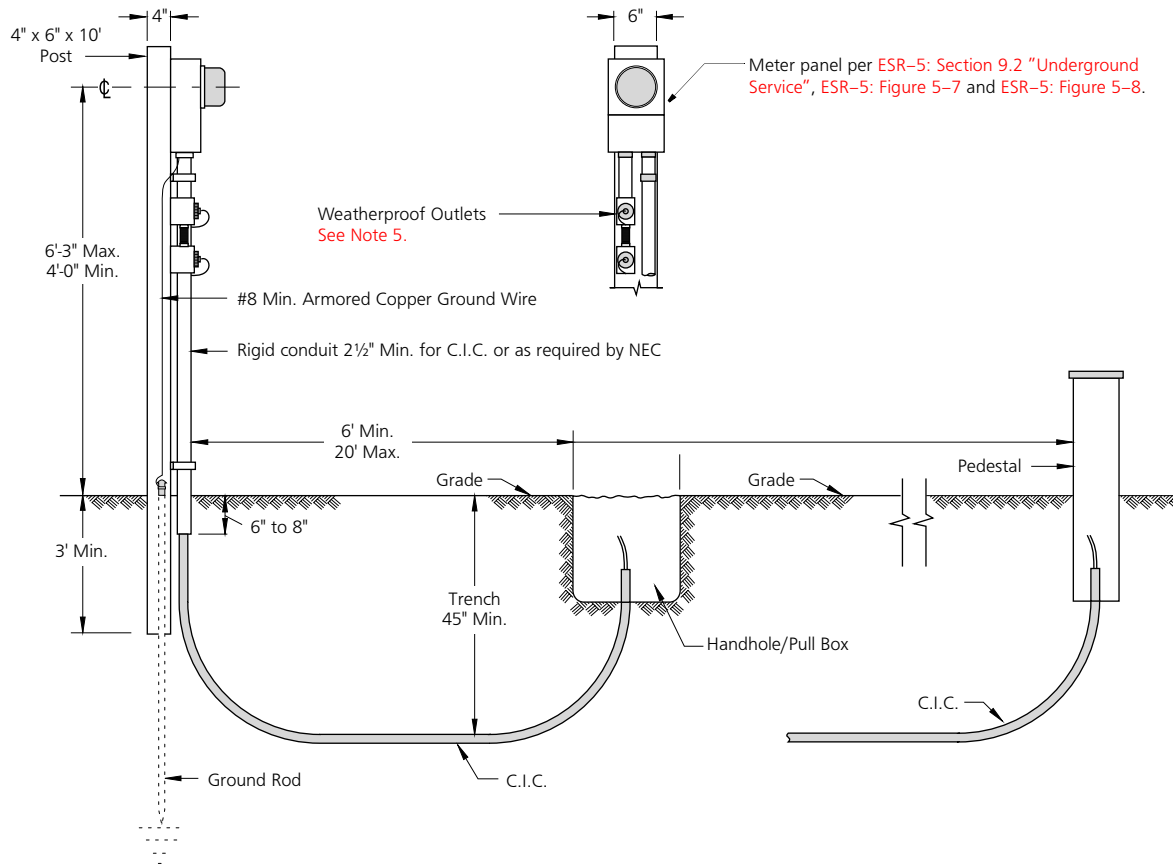 4"
6"
4" x 6" x 10'
Post
℄
Meter panel per ESR–5: Section 9.2 "Underground
Service", ESR–5: Figure 5–7 and ESR–5: Figure 5–8.
Weatherproof Outlets
See Note 5.
6'-3" Max.
4'-0" Min.
#8 Min. Armored Copper Ground Wire
Rigid conduit 2½" Min. for C.I.C. or as required by NEC
6' Min.
20' Max.
Pedestal
Grade
Grade
6" to 8"
3' Min.
Trench
45" Min.
Handhole/Pull Box
C.I.C.
Ground Rod
C.I.C.